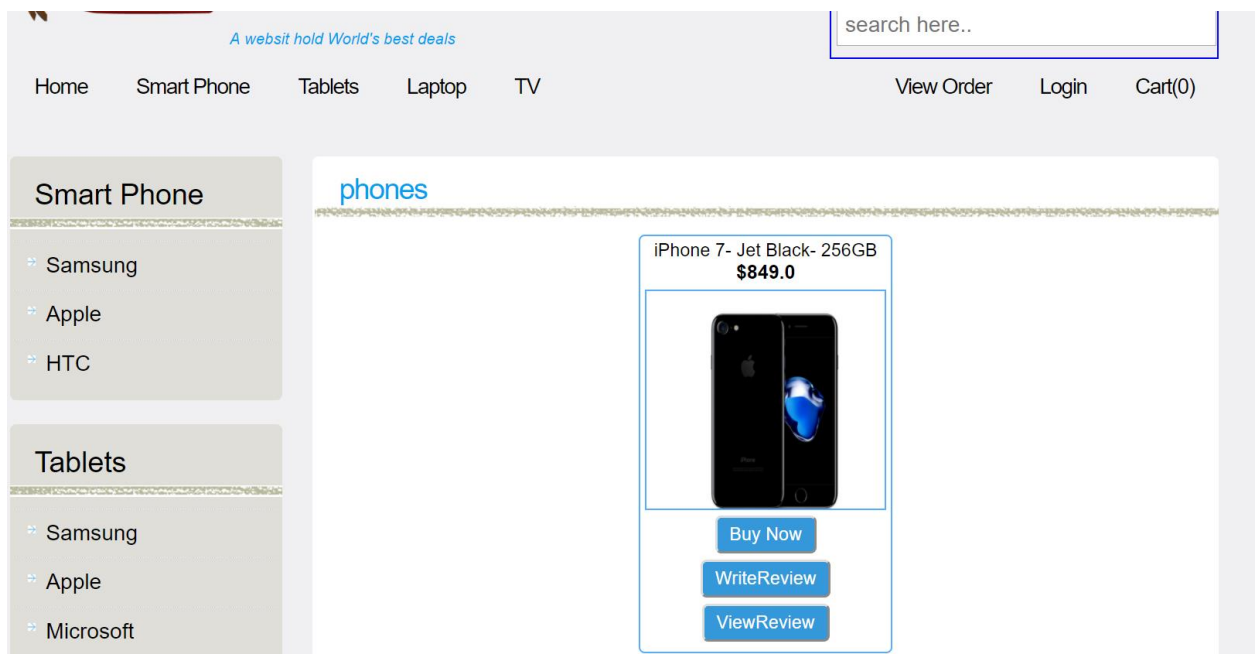 search here..
A websit hold World's best deals
Home Smart Phone Tablets Laptop TV View Order Login Cart(0)
Smart Phone
Samsung
Apple
HTC
Tablets
Samsung
Apple
Microsoft
phones
iPhone 7- Jet Black- 256GB
$849.0
Buy Now
WriteReview
ViewReview